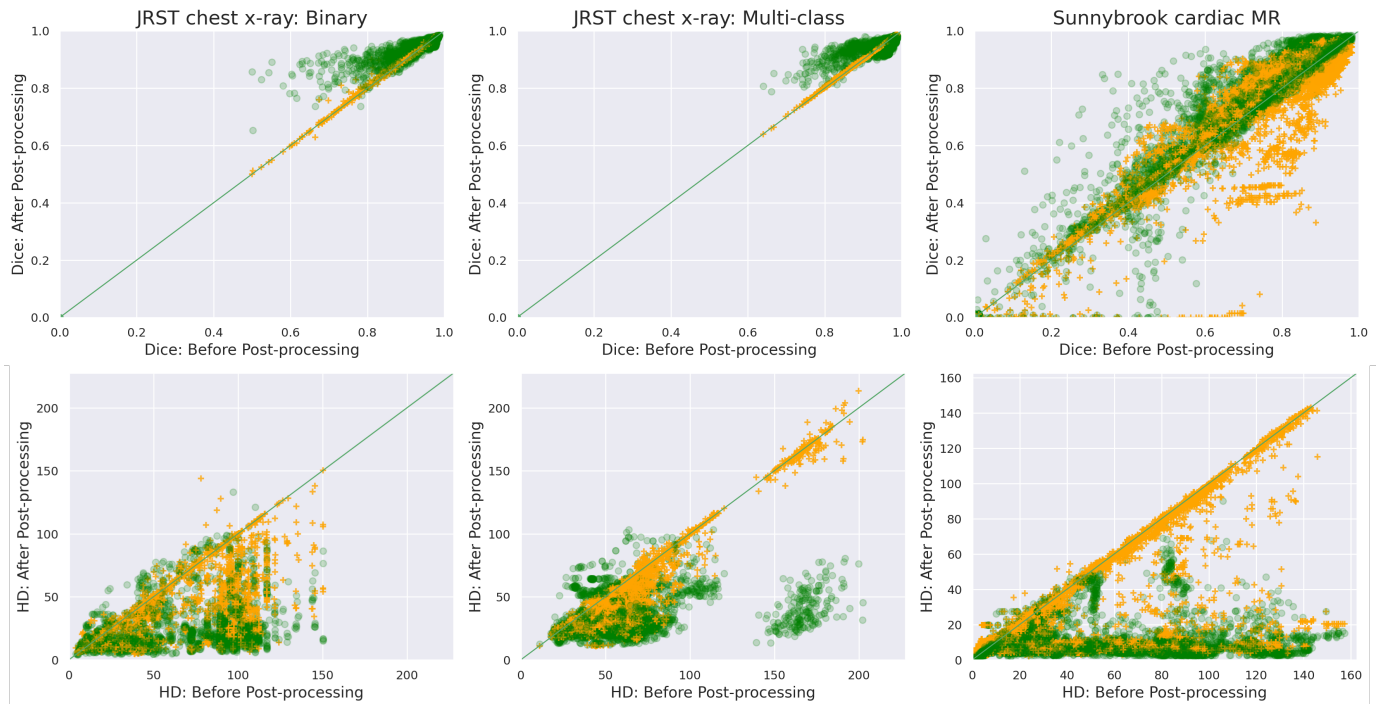 JRST chest x-ray: Binary
JRST chest x-ray: Multi-class
Sunnybrook cardiac MR
Dice: After Post-processing
1.0
0.8
0.6
0.4
0.2
0.0
0.0 0.2 0.4 0.6 0.8 1.0
Dice: Before Post-processing
Dice: After Post-processing
1.0
0.8
0.6
0.4
0.2
0.0
0.0 0.2 0.4 0.6 0.8 1.0
Dice: Before Post-processing
Dice: After Post-processing
1.0
0.8
0.6
0.4
0.2
0.0
0.2 0.4 0.6 0.8 1.0
Dice: Before Post-processing
HD: After Post-processing
200
150
100
50
0
0 50 100 150 200
HD: Before Post-processing
HD: After Post-processing
200
150
100
50
0
0 50 100 150 200
HD: Before Post-processing
HD: After Post-processing
160
140
120
100
80
60
40
20
0
0 20 40 60 80 100 120 140 160
HD: Before Post-processing